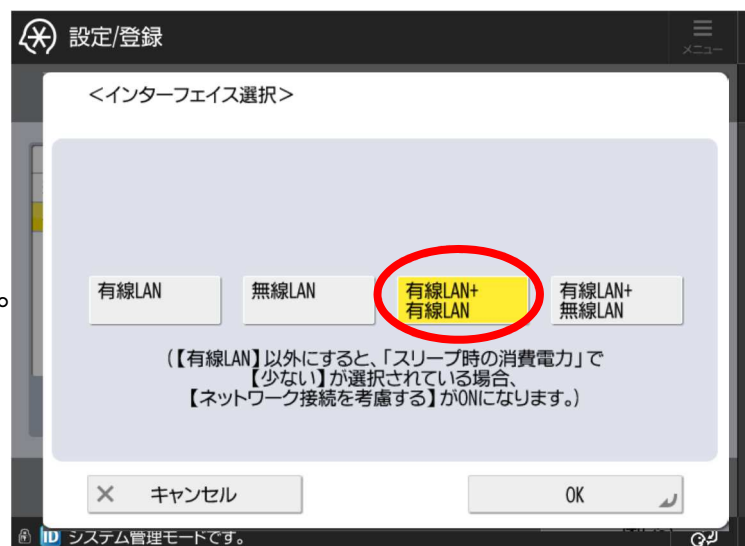 設定/登録
メニュー
<インターフェイス選択>
。
有線LAN
無線LAN
有線LAN+
有線LAN
有線LAN+
無線LAN
(【有線LAN】以外にすると、「スリープ時の消費電力」で
【少ない】が選択されている場合、
【ネットワーク接続を考慮する】がONになります。)
× キャンセル
OK
ID システム管理モードです。